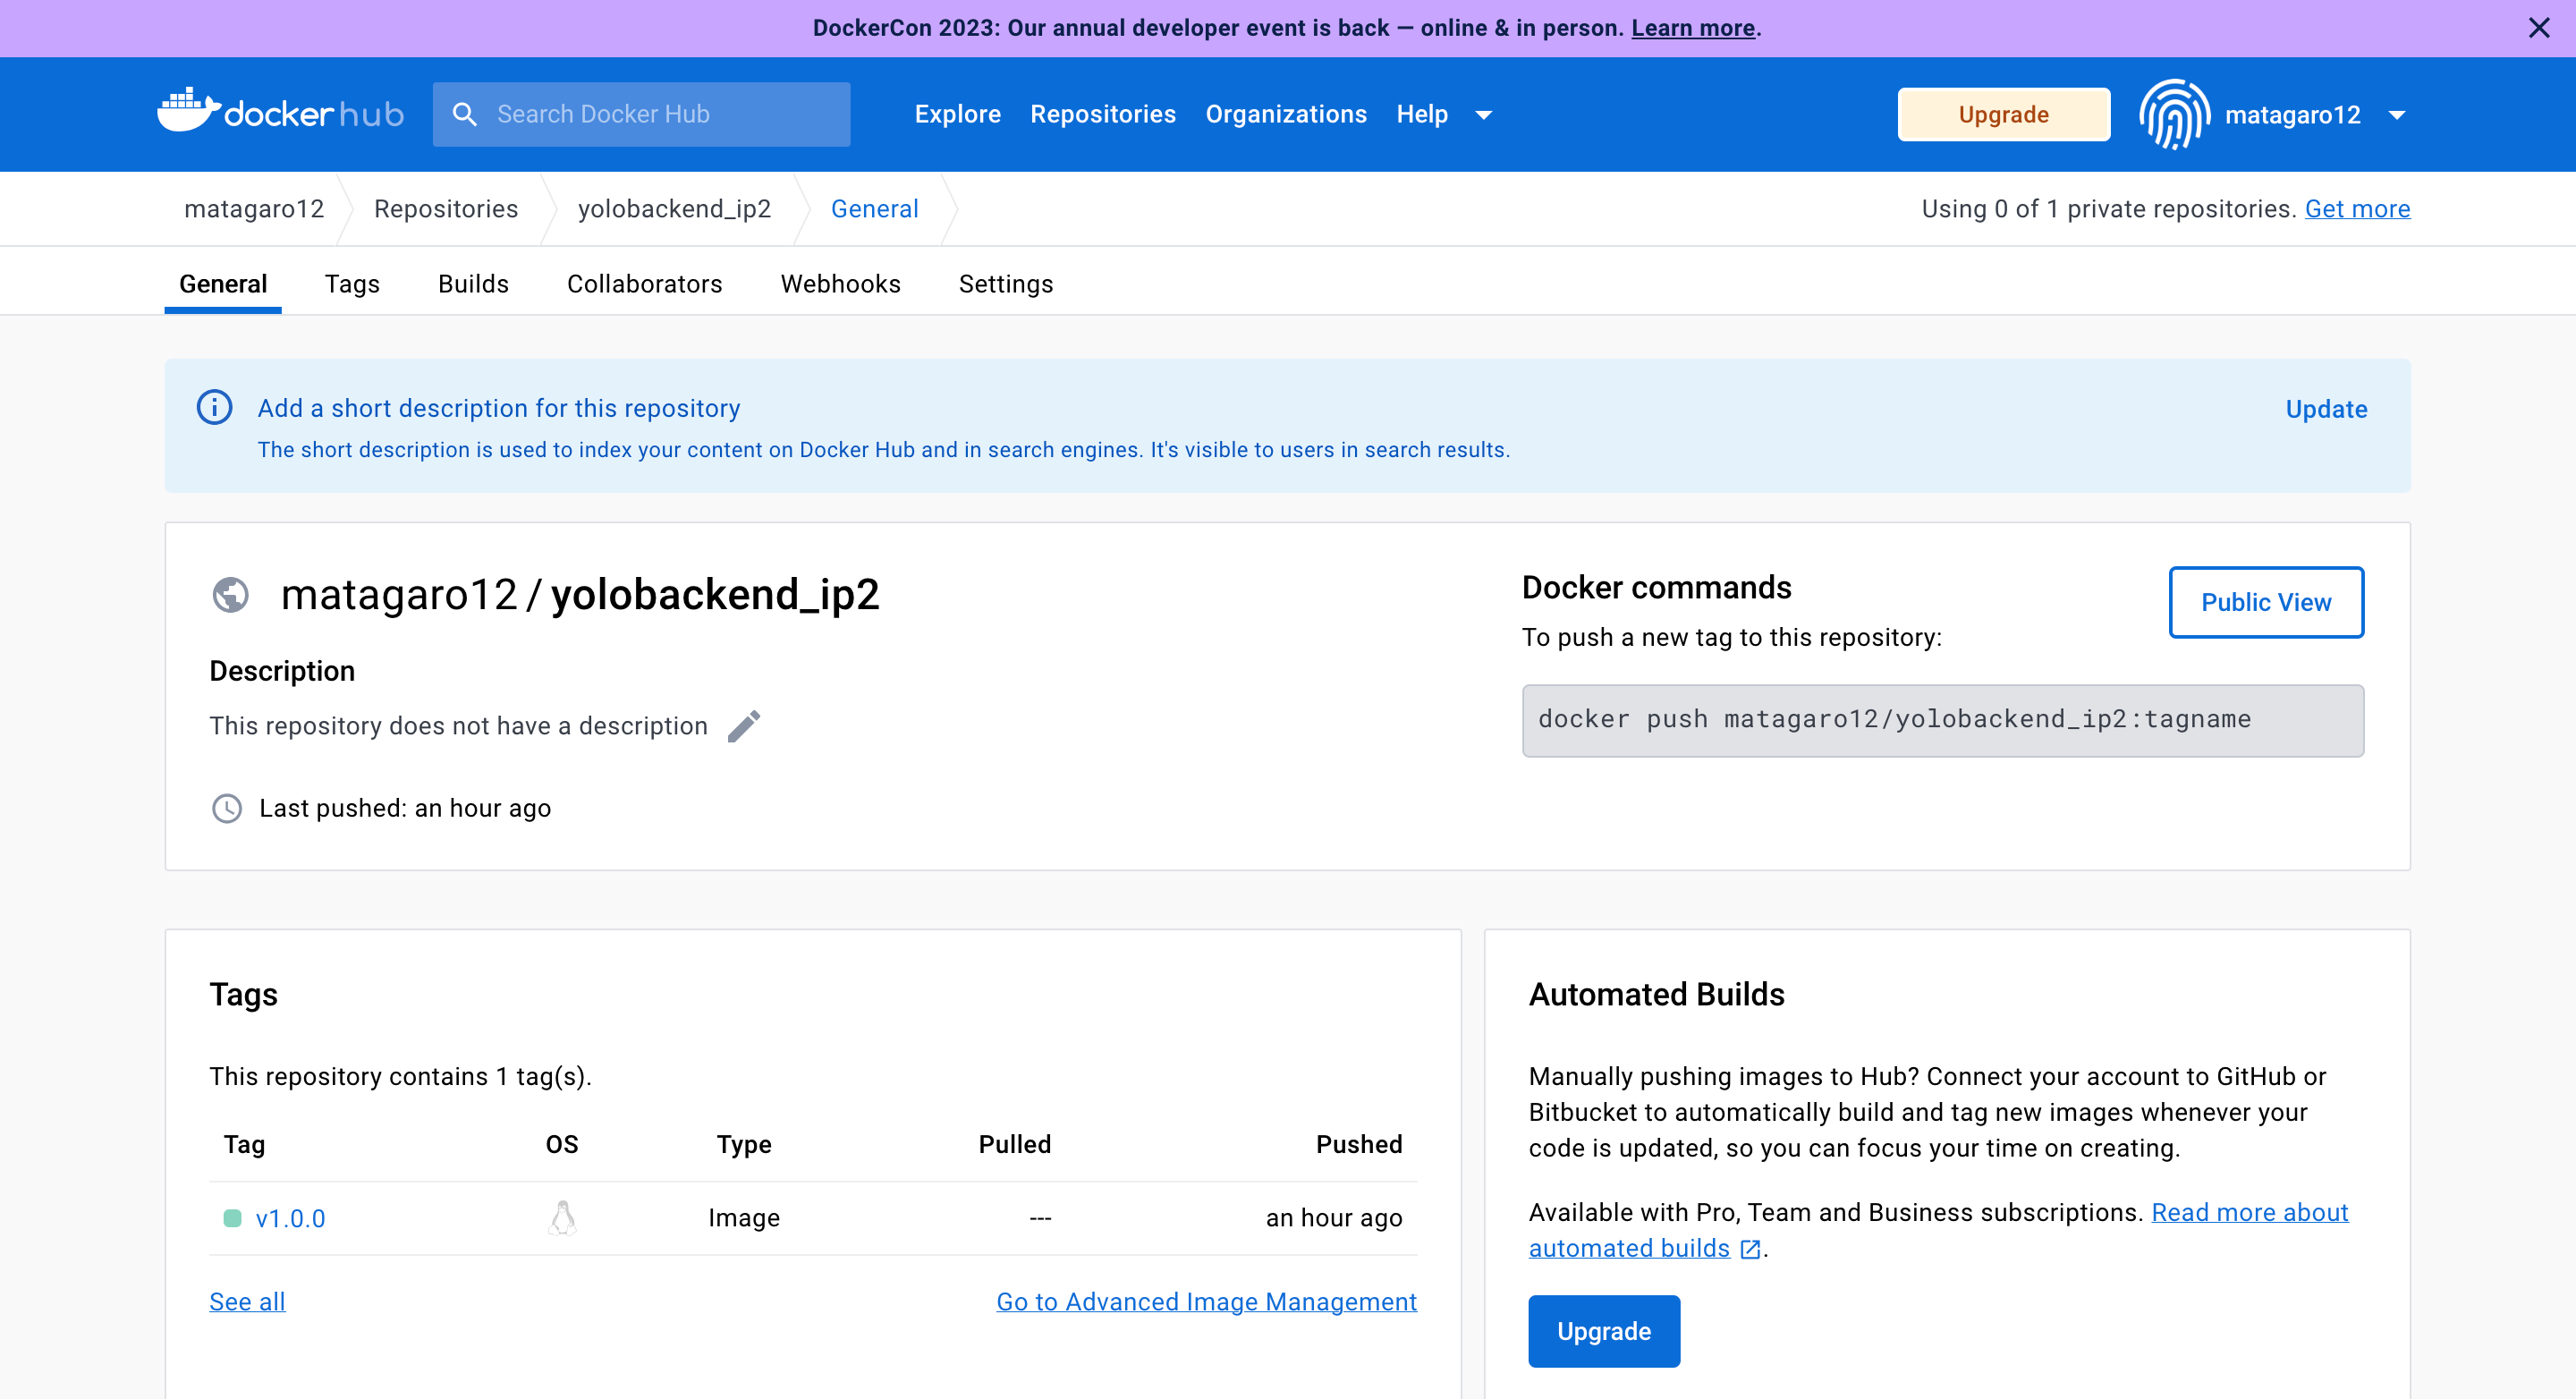 DockerCon 2023: Our annual developer event is back — online & in person. Learn more.
dockerhub
Search Docker Hub
Explore
Repositories
Organizations
Help
Upgrade
matagaro12
matagaro12
Repositories
yolobackend_ip2
General
Using 0 of 1 private repositories. Get more
General
Tags
Builds
Collaborators
Webhooks
Settings
Add a short description for this repository
Update
The short description is used to index your content on Docker Hub and in search engines. It's visible to users in search results.
matagaro12 / yolobackend_ip2
Description
This repository does not have a description
Last pushed: an hour ago
Docker commands
Public View
To push a new tag to this repository:
docker push matagaro12/yolobackend_ip2:tagname
Tags
This repository contains 1 tag(s).
Tag OS Type Pulled Pushed
v1.0.0 Image --- an hour ago
See all
Go to Advanced Image Management
Automated Builds
Manually pushing images to Hub? Connect your account to GitHub or
Bitbucket to automatically build and tag new images whenever your
code is updated, so you can focus your time on creating.
Available with Pro, Team and Business subscriptions. Read more about
automated builds .
Upgrade